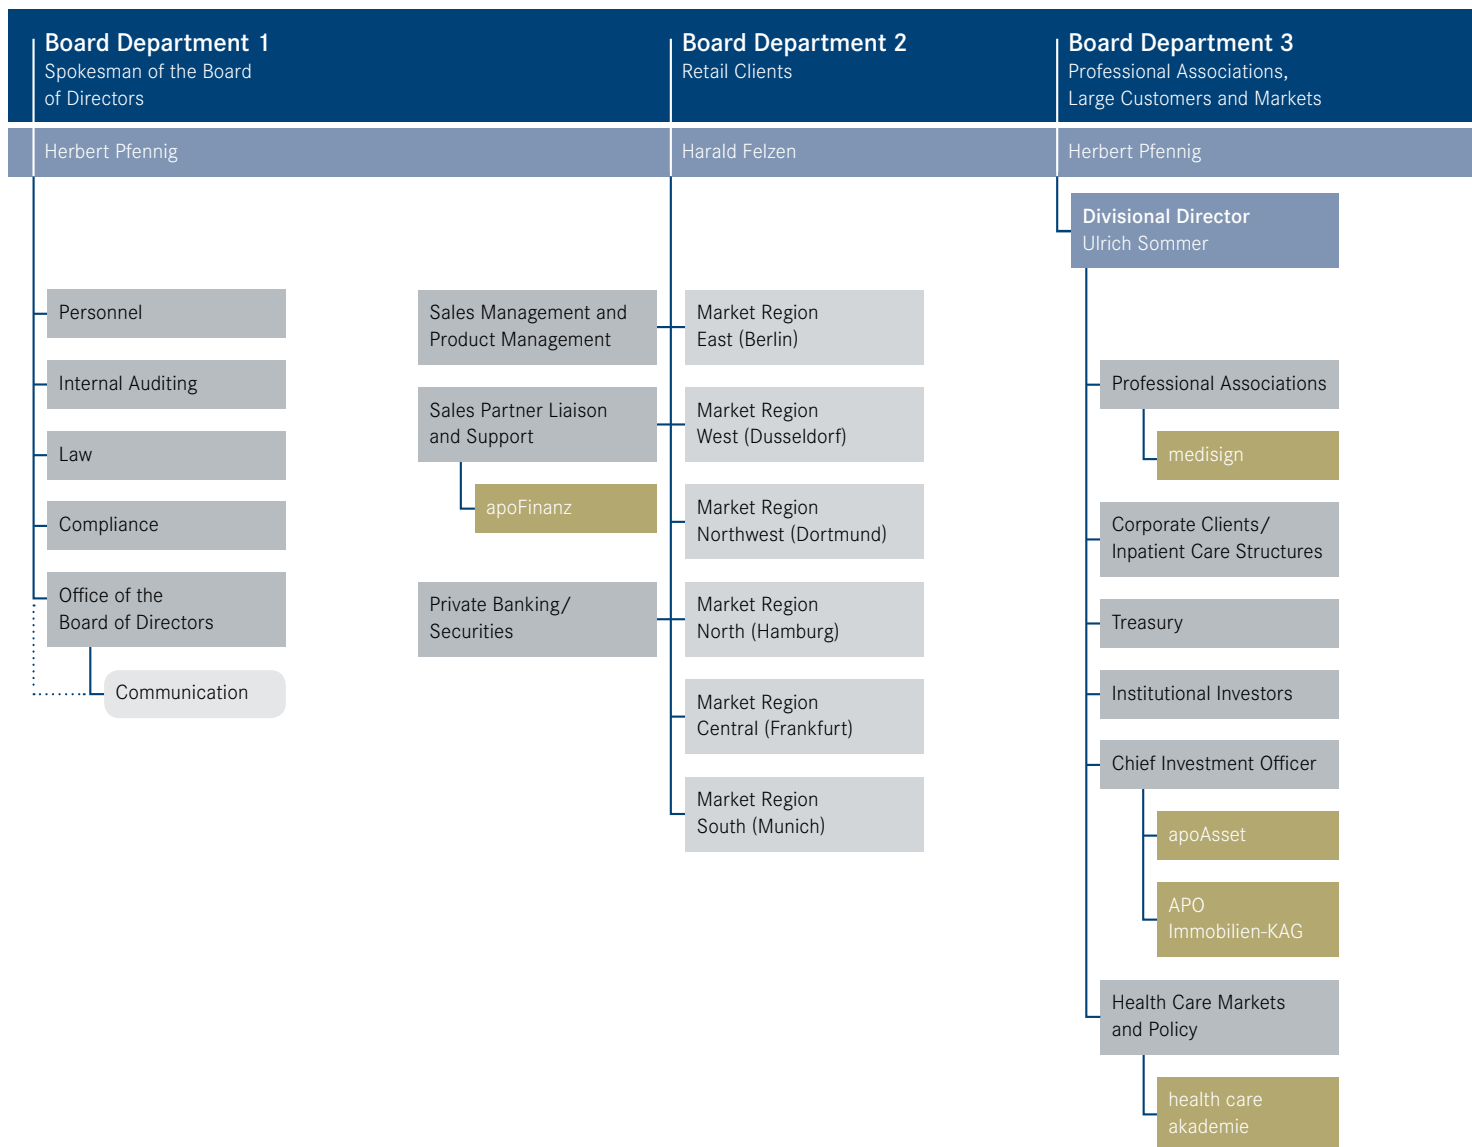 Board Department 1
Spokesman of the Board
of Directors
Herbert Pfennig
Personnel
Internal Auditing
Law
Compliance
Office of the
Board of Directors
Communication
Board Department 2
Retail Clients
Harald Felzen
Sales Management and
Product Management
Sales Partner Liaison
and Support
apoFinanz
Private Banking/
Securities
Market Region
East (Berlin)
Market Region
West (Dusseldorf)
Market Region
Northwest (Dortmund)
Market Region
North (Hamburg)
Market Region
Central (Frankfurt)
Market Region
South (Munich)
Board Department 3
Professional Associations,
Large Customers and Markets
Herbert Pfennig
Divisional Director
Ulrich Sommer
Professional Associations
medisign
Corporate Clients/
Inpatient Care Structures
Treasury
Institutional Investors
Chief Investment Officer
apoAsset
APO
Immobilien-KAG
Health Care Markets
and Policy
health care
akademie